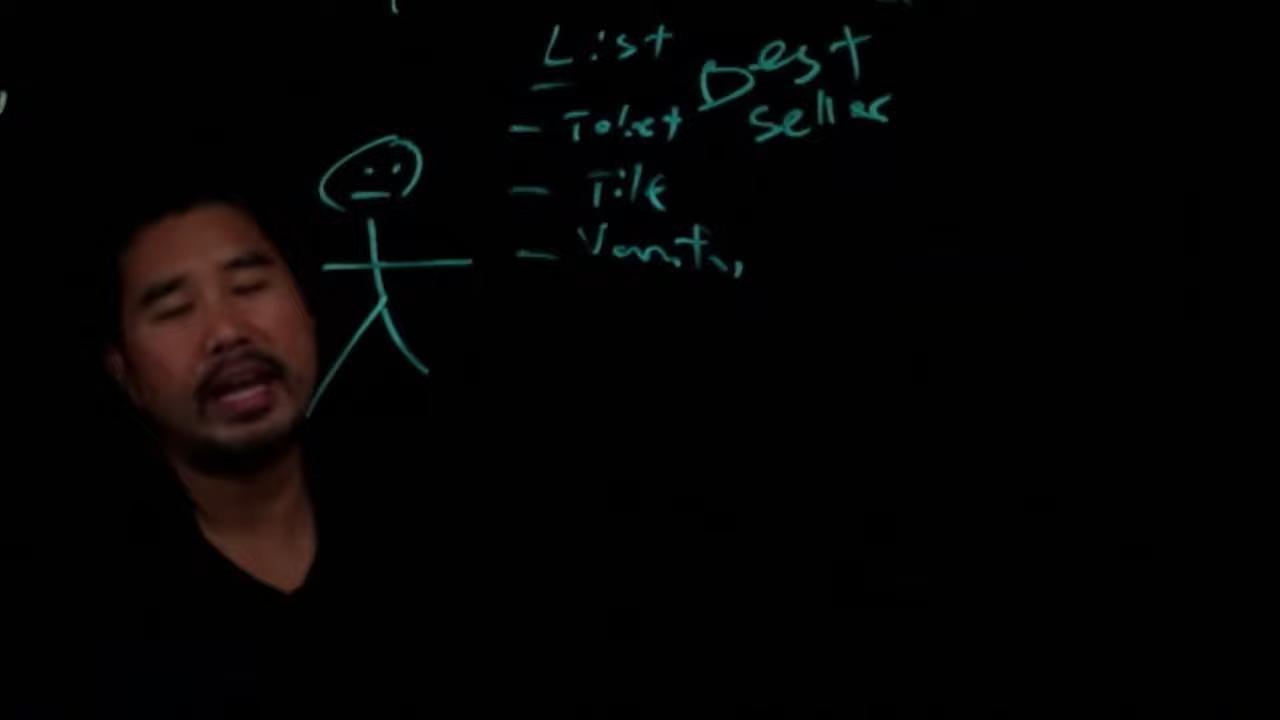 List
Best
seller
- Toilet
- Tile
- Vanity